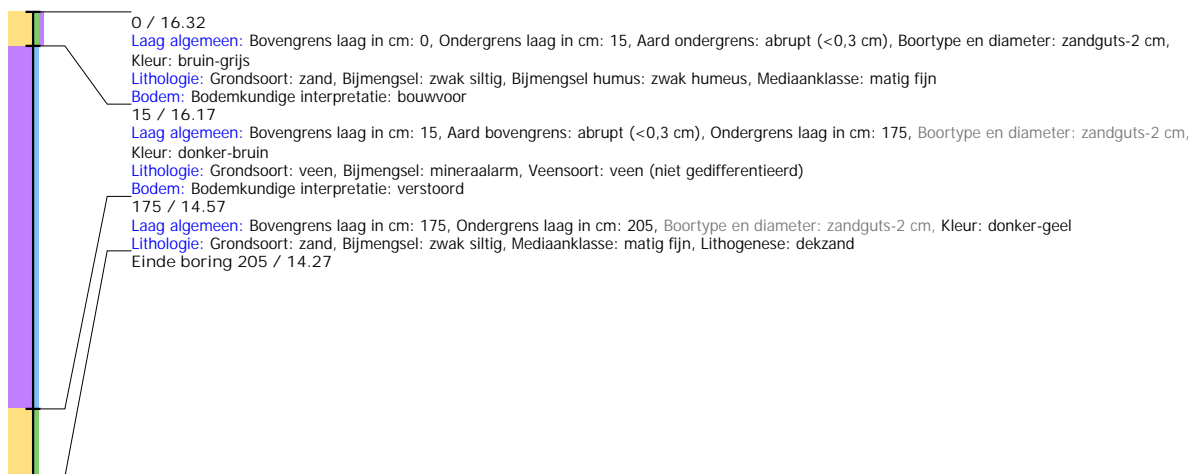 0 / 16.32
Laag algemeen: Bovengrens laag in cm: 0, Ondergrens laag in cm: 15, Aard ondergrens: abrupt (<0,3 cm), Boortype en diameter: zandguts-2 cm,
Kleur: bruin-grijs
Lithologie: Grondsoort: zand, Bijmengsel: zwak siltig, Bijmengsel humus: zwak humeus, Mediaanklasse: matig fijn
Bodem: Bodemkundige interpretatie: bouwvoor
15 / 16.17
Laag algemeen: Bovengrens laag in cm: 15, Aard bovengrens: abrupt (<0,3 cm), Ondergrens laag in cm: 175, Boortype en diameter: zandguts-2 cm,
Kleur: donker-bruin
Lithologie: Grondsoort: veen, Bijmengsel: mineraalarm, Veensoort: veen (niet gedifferentieerd)
Bodem: Bodemkundige interpretatie: verstoord
175 / 14.57
Laag algemeen: Bovengrens laag in cm: 175, Ondergrens laag in cm: 205, Boortype en diameter: zandguts-2 cm, Kleur: donker-geel
Lithologie: Grondsoort: zand, Bijmengsel: zwak siltig, Mediaanklasse: matig fijn, Lithogenese: dekzand
Einde boring 205 / 14.27